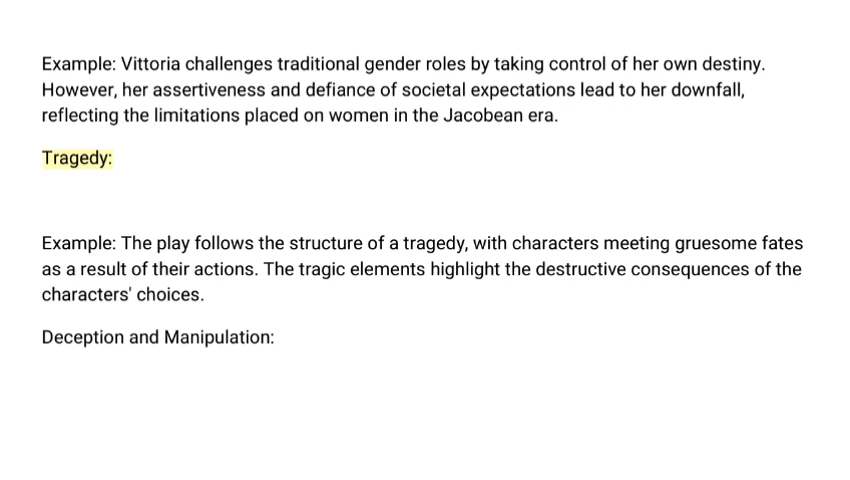 Example: Vittoria challenges traditional gender roles by taking control of her own destiny.
However, her assertiveness and defiance of societal expectations lead to her downfall,
reflecting the limitations placed on women in the Jacobean era.
Tragedy:
Example: The play follows the structure of a tragedy, with characters meeting gruesome fates
as a result of their actions. The tragic elements highlight the destructive consequences of the
characters' choices.
Deception and Manipulation: